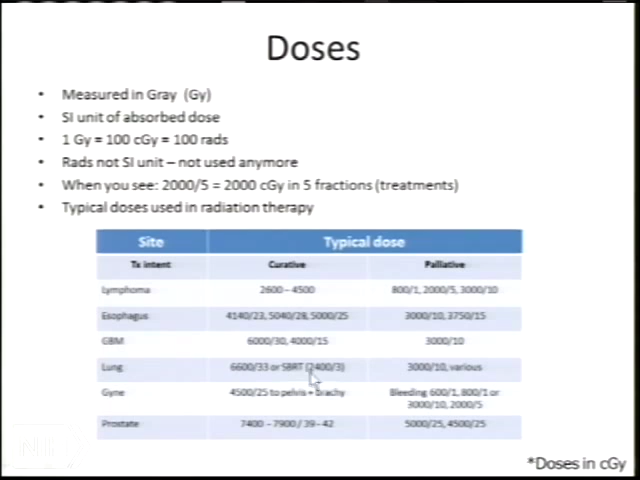 Doses
• Measured in Gray (Gy)
• SI unit of absorbed dose
• 1 Gy = 100 cGy = 100 rads
• Rads not SI unit – not used anymore
• When you see: 2000/5 = 2000 cGy in 5 fractions (treatments)
• Typical doses used in radiation therapy
Site Typical dose
Tx intent Curative Palliative
Lymphoma 2600 – 4500 800/1, 2000/5, 3000/10
Esophagus 4140/23, 5040/28, 5000/25 3000/10, 3750/15
GBM 6000/30, 4000/15 3000/10
Lung 6600/33 or SBRT 3000/10, various
Gyne 4500/25 to pelvis + brachy Bleeding 600/1, 800/1 or
3000/10, 2000/5
Prostate 7400 – 7900 / 39 – 42 5000/25, 4500/25
*Doses in cGy